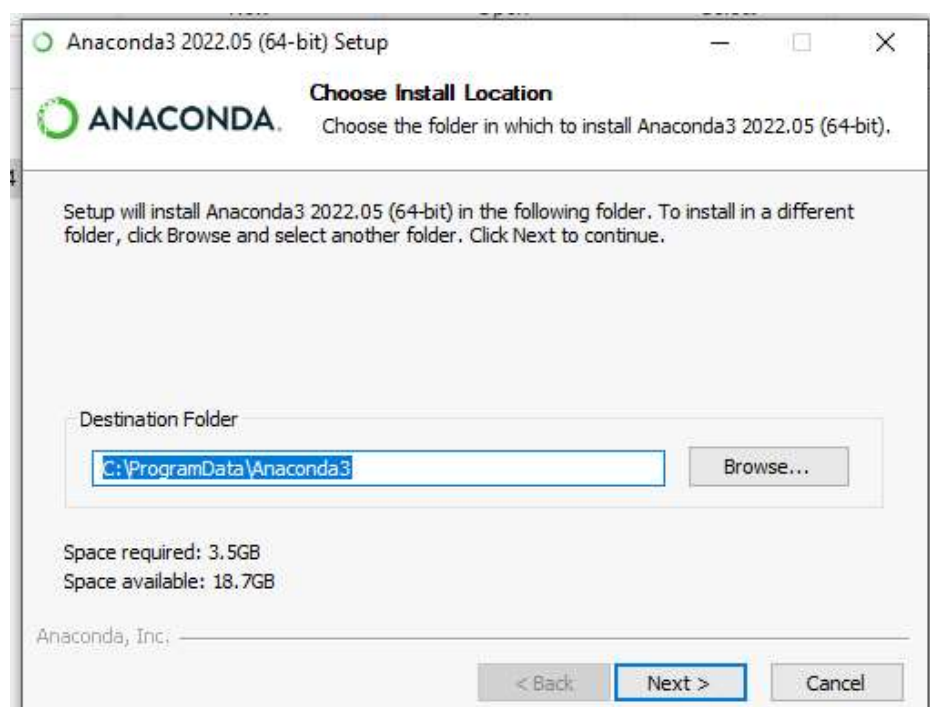 Anaconda3 2022.05 (64-bit) Setup
ANACONDA.
Choose Install Location
Choose the folder in which to install Anaconda3 2022.05 (64-bit).
Setup will install Anaconda3 2022.05 (64-bit) in the following folder. To install in a different
folder, click Browse and select another folder. Click Next to continue.
Destination Folder
C:\ProgramData\Anaconda3
Browse...
Space required: 3.5GB
Space available: 18.7GB
Anaconda, Inc.
< Back
Next >
Cancel